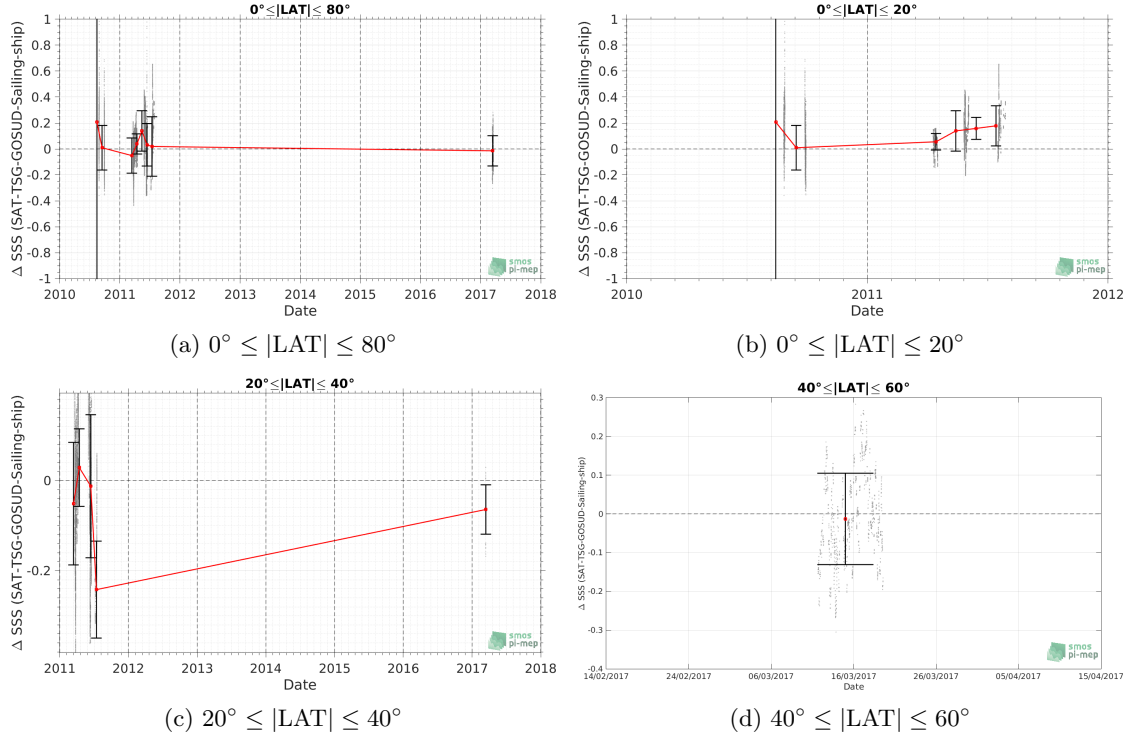 0°≤|LAT|≤ 80°
Δ SSS (SAT-TSG-GOSUD-Sailing-ship)
1
0.8
0.6
0.4
0.2
0
-0.2
-0.4
-0.6
-0.8
-1
2010 2011 2012 2013 2014 2015 2016 2017 2018
Date
smos
pi-mep
(a) 0° ≤ |LAT| ≤ 80°
0°≤|LAT|≤ 20°
Δ SSS (SAT-TSG-GOSUD-Sailing-ship)
1
0.8
0.6
0.4
0.2
0
-0.2
-0.4
-0.6
-0.8
-1
2010 2011 2012
Date
smos
pi-mep
(b) 0° ≤ |LAT| ≤ 20°
20°≤|LAT|≤ 40°
Δ SSS (SAT-TSG-GOSUD-Sailing-ship)
0
-0.2
2011 2012 2013 2014 2015 2016 2017 2018
Date
smos
pi-mep
(c) 20° ≤ |LAT| ≤ 40°
40°≤|LAT|≤ 60°
Δ SSS (SAT-TSG-GOSUD-Sailing-ship)
0.3
0.2
0.1
0
-0.1
-0.2
-0.3
-0.4
14/02/2017 24/02/2017 06/03/2017 16/03/2017 26/03/2017 05/04/2017 15/04/2017
Date
smos
pi-mep
(d) 40° ≤ |LAT| ≤ 60°